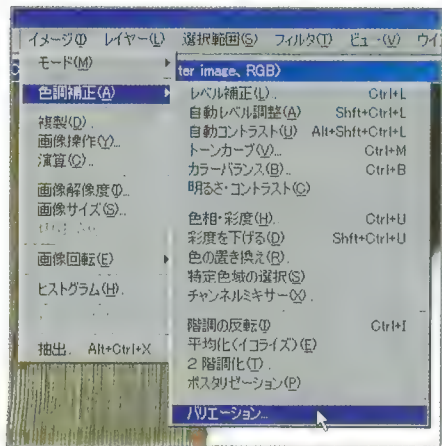 イメージ(I) レイヤー(L) 選択範囲(S) フィルタ(T) ビュー(V) ウイ
ter image、RGB)
モード(M)
色調補正(A)
複製(D)..
画像操作(Y)...
演算(C)...
画像解像度(I)...
画像サイズ(S)...
画像回転(E)
ヒストグラム(H)..
抽出.. Alt+Ctrl+X
レベル補正(L).. Ctrl+L
自動レベル調整(A) Shft+Ctrl+L
自動コントラスト(U) Alt+Shft+Ctrl+L
トーンカーブ(V)... Ctrl+M
カラーバランス(B).. Ctrl+B
明るさ・コントラスト(C)
色相・彩度(H).. Ctrl+U
彩度を下げる(D) Shft+Ctrl+U
色の置き換え(R)..
特定色域の選択(S)
チャンネルミキサー(X)..
階調の反転(I) Ctrl+I
平均化(イコライズ)(E)
2 階調化(T)..
ポスタリゼーション(P)
バリエーション...